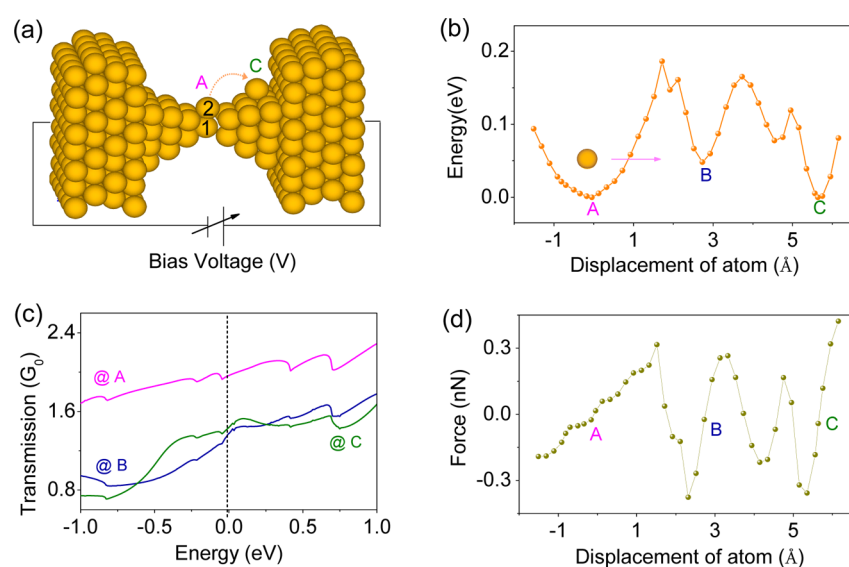 (a)
A
C
2
1
Bias Voltage (V)
(b)
Energy(eV)
0.2
0.1
0.0
A
B
C
-1
1
3
5
Displacement of atom (Å)
(c)
Transmission (G₀)
2.4
1.6
0.8
@ A
@ B
@ C
-1.0
-0.5
0.0
0.5
1.0
Energy (eV)
(d)
Force (nN)
0.3
0.0
-0.3
A
B
C
-1
1
3
5
Displacement of atom (Å)